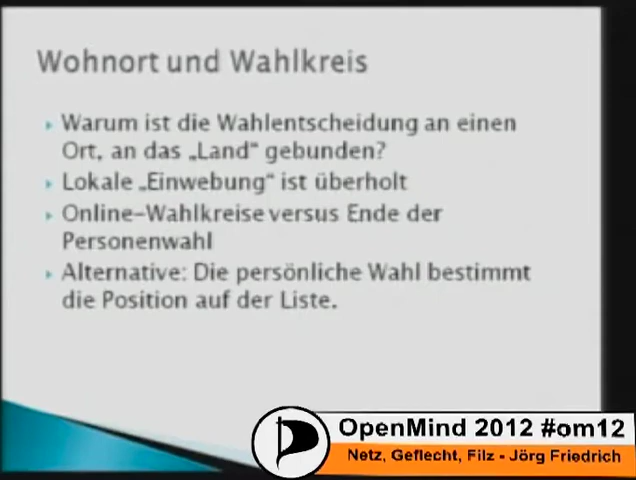 Wohnort und Wahlkreis
Warum ist die Wahlentscheidung an einen
Ort, an das „Land“ gebunden?
Lokale „Einwebung“ ist überholt
Online-Wahlkreise versus Ende der
Personenwahl
Alternative: Die persönliche Wahl bestimmt
die Position auf der Liste.
OpenMind 2012 #om12
Netz, Geflecht, Filz - Jörg Friedrich